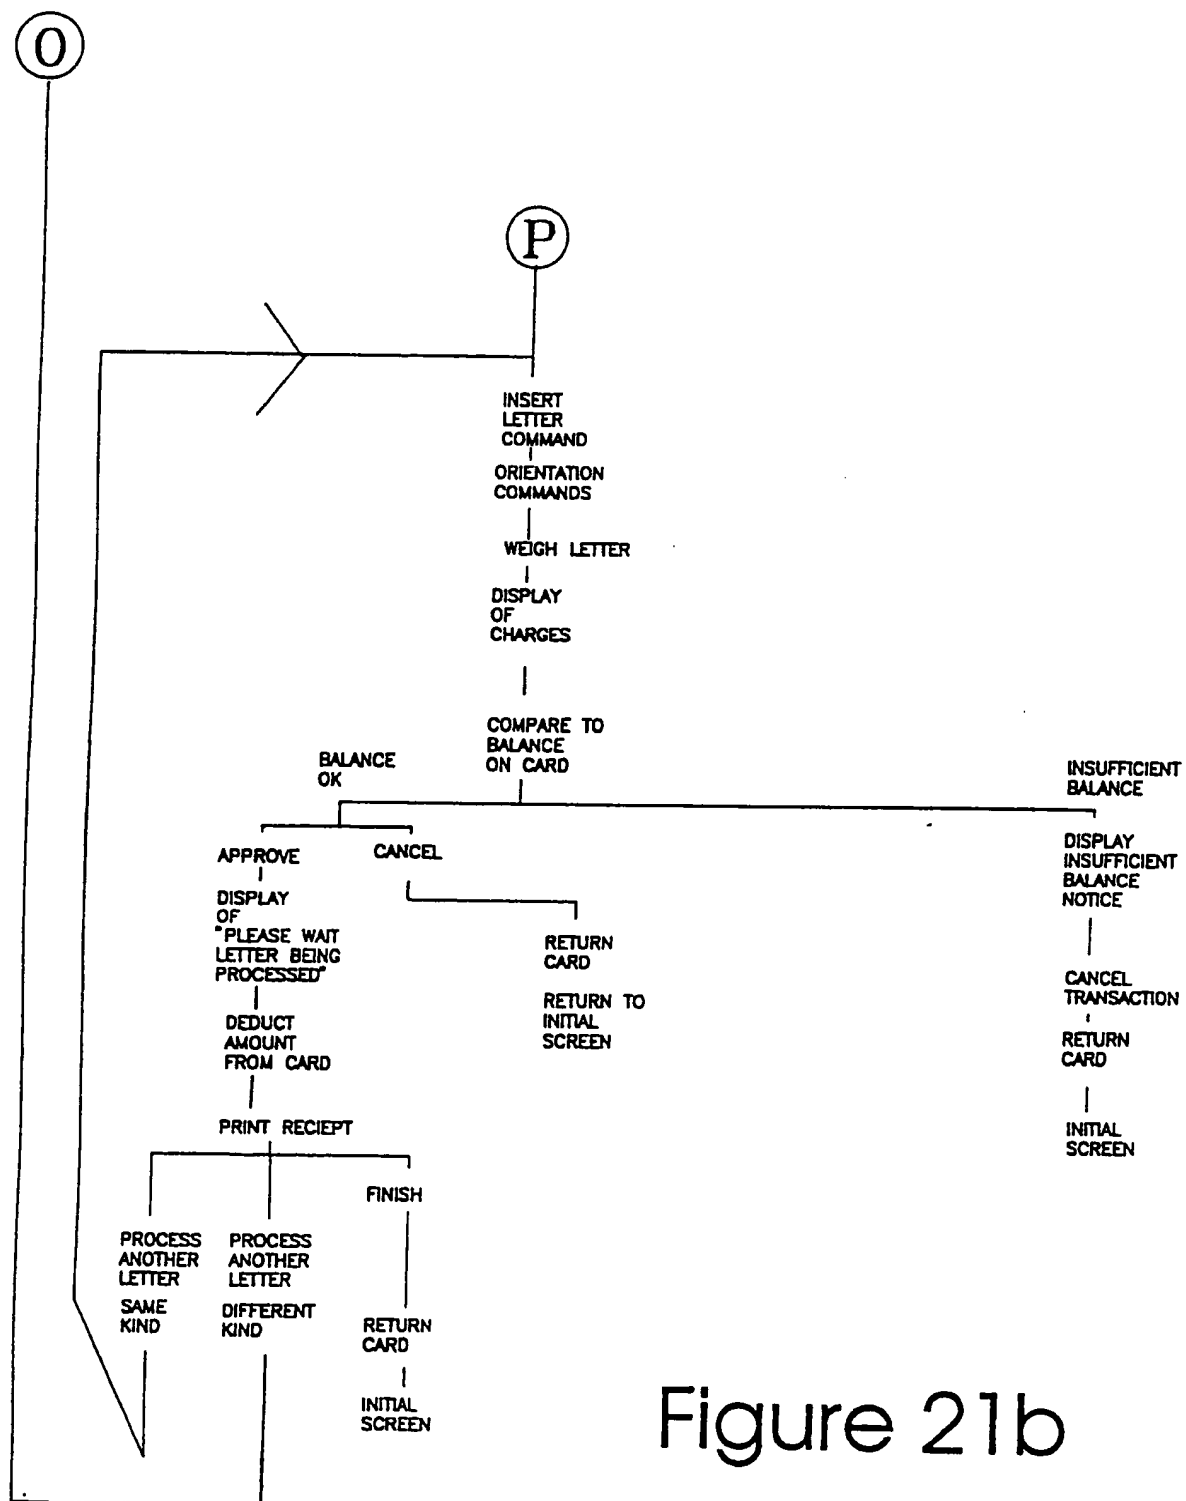 O
P
INSERT
LETTER
COMMAND
ORIENTATION
COMMANDS
WEIGH LETTER
DISPLAY
OF
CHARGES
COMPARE TO
BALANCE
ON CARD
BALANCE
OK
INSUFFICIENT
BALANCE
APPROVE
CANCEL
DISPLAY
OF
"PLEASE WAIT
LETTER BEING
PROCESSED"
DEDUCT
AMOUNT
FROM CARD
PRINT RECIEPT
RETURN
CARD
RETURN TO
INITIAL
SCREEN
DISPLAY
INSUFFICIENT
BALANCE
NOTICE
CANCEL
TRANSACTION
RETURN
CARD
INITIAL
SCREEN
PROCESS
ANOTHER
LETTER
SAME
KIND
PROCESS
ANOTHER
LETTER
DIFFERENT
KIND
FINISH
RETURN
CARD
INITIAL
SCREEN
Figure 21b